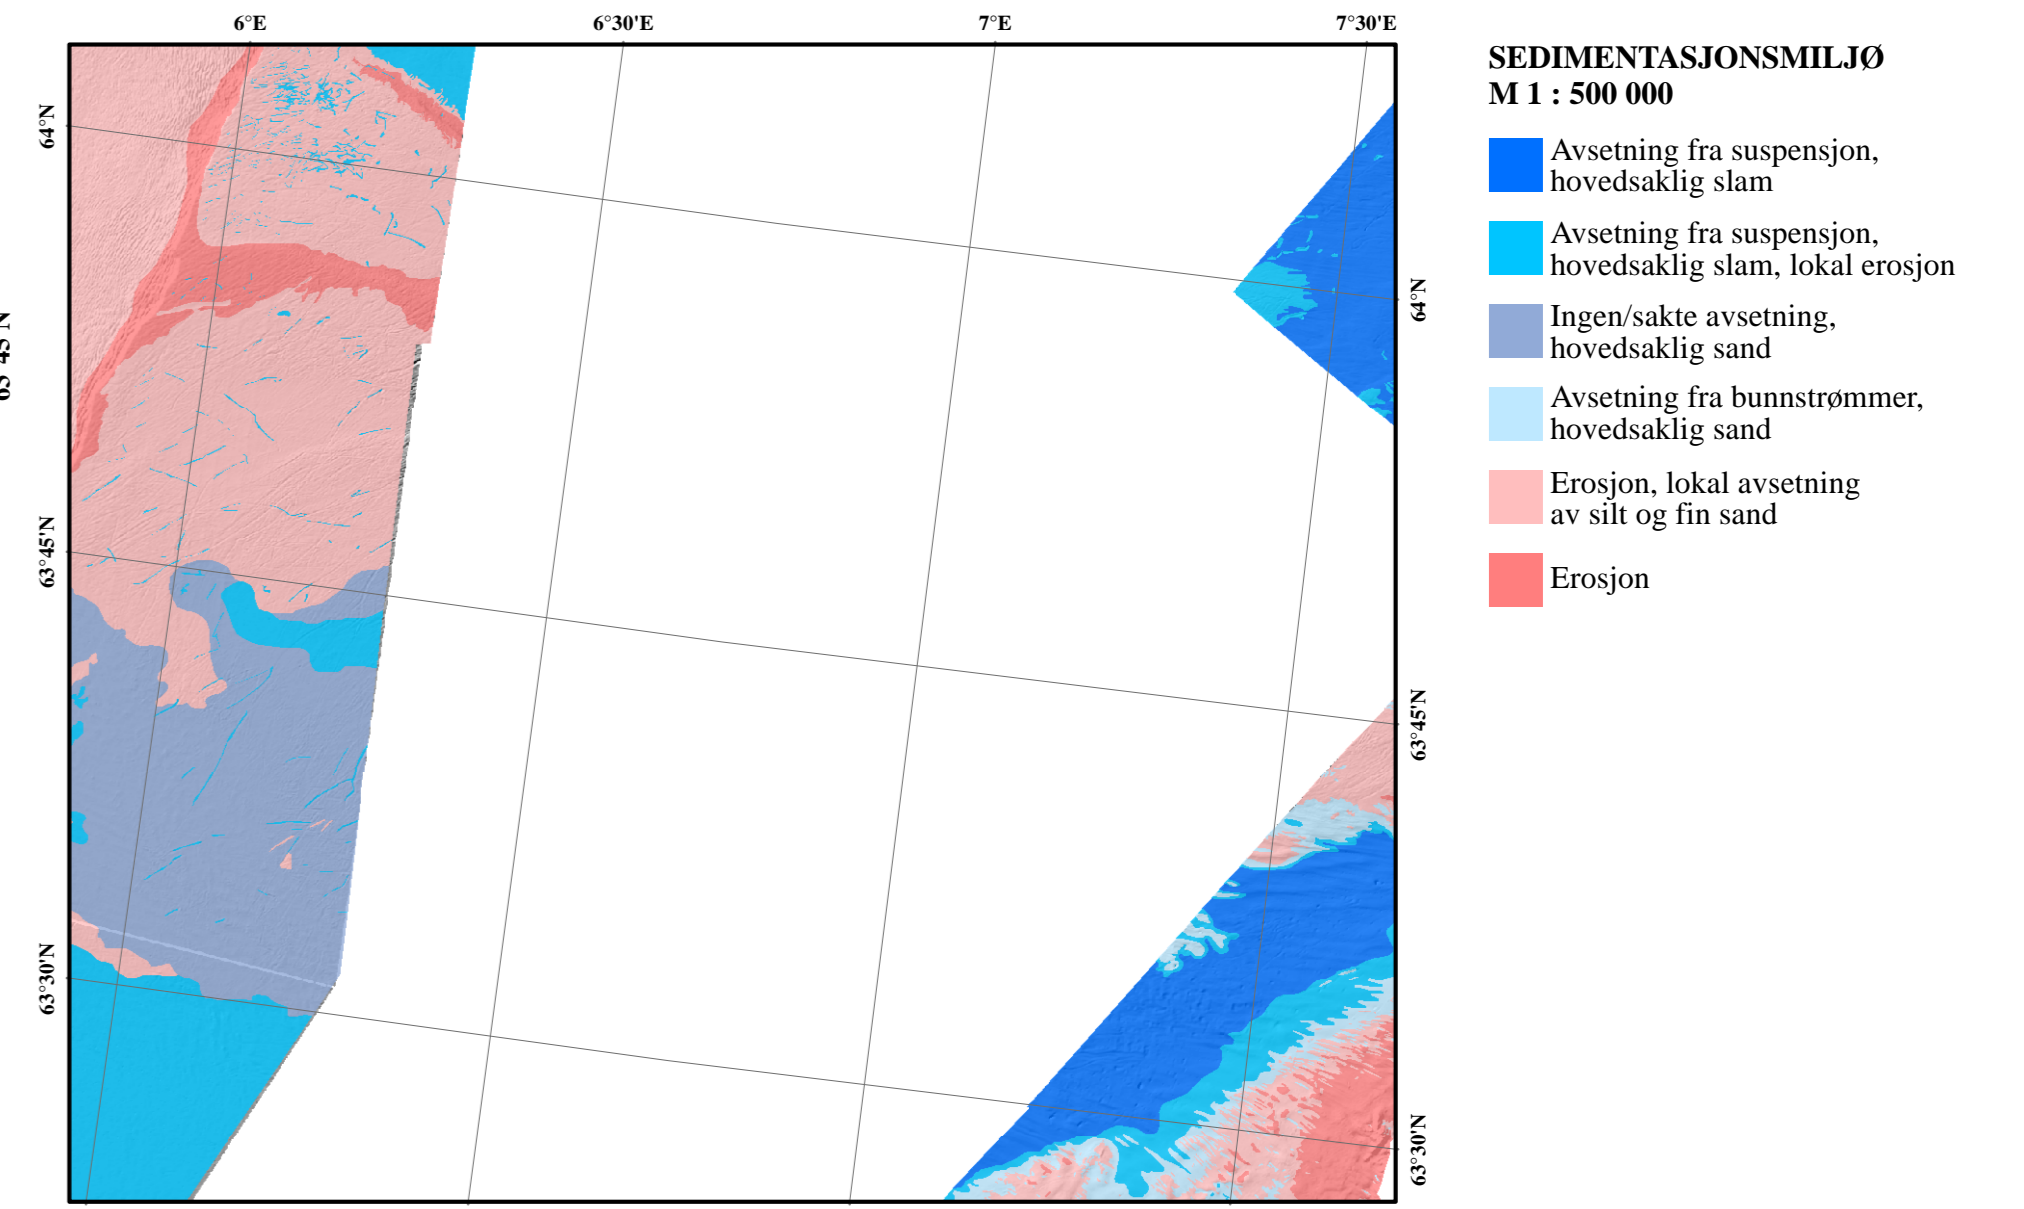 6°E
6°30'E
7°E
7°30'E
64°N
63°45'N
63°30'N
64°N
63°45'N
63°30'N
SEDIMENTASJONSMILJØ
M 1 : 500 000
Avsetning fra suspensjon,
hovedsaklig slam
Avsetning fra suspensjon,
hovedsaklig slam, lokal erosjon
Ingen/sakte avsetning,
hovedsaklig sand
Avsetning fra bunnstrømmer,
hovedsaklig sand
Erosjon, lokal avsetning
av silt og fin sand
Erosjon